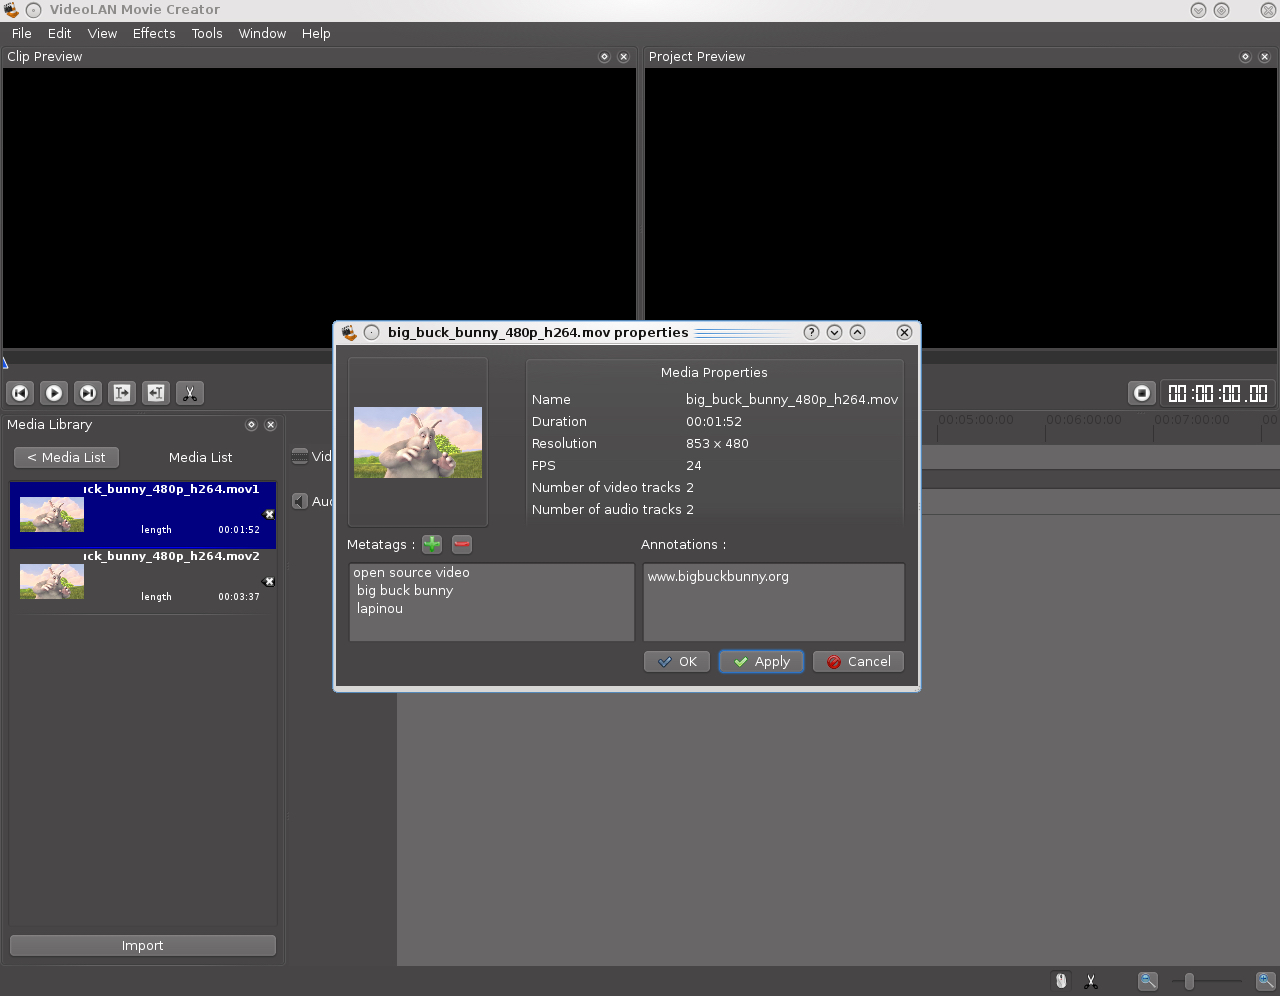 VideoLAN Movie Creator
File Edit View Effects Tools Window Help
Clip Preview
Project Preview
big_buck_bunny_480p_h264.mov properties
Media Properties
Name big_buck_bunny_480p_h264.mov
Duration 00:01:52
Resolution 853 x 480
FPS 24
Number of video tracks 2
Number of audio tracks 2
Metatags :
Annotations :
open source video
big buck bunny
lapinou
www.bigbuckbunny.org
OK Apply Cancel
00:00:00.00
Media Library
< Media List Media List
uck_bunny_480p_h264.mov1
length 00:01:52
uck_bunny_480p_h264.mov2
length 00:03:37
Import
Vid
Aud
00:05:00:00 00:06:00:00 00:07:00:00 00